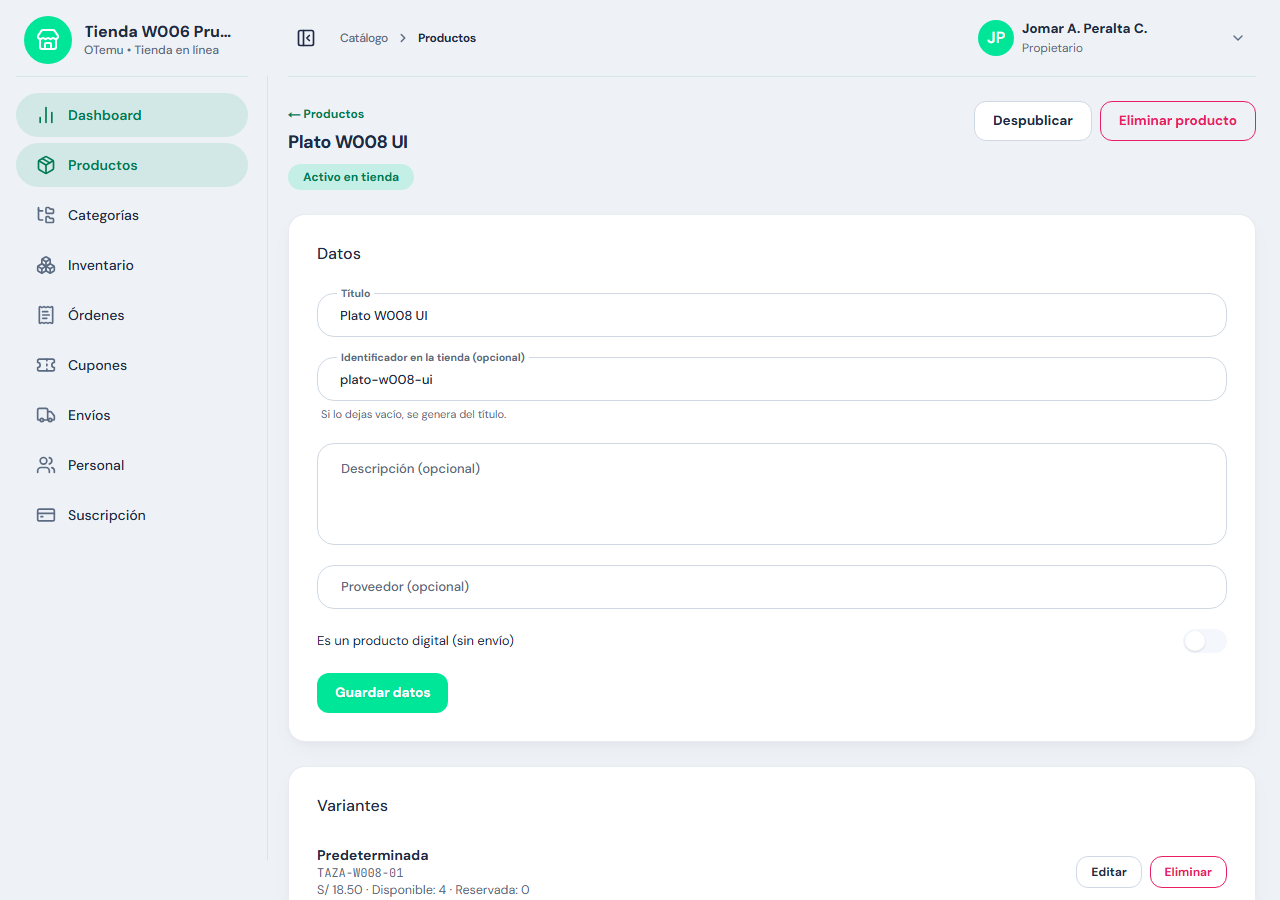 Tienda W006 Pru...
OTemu • Tienda en línea
Dashboard
Productos
Categorías
Inventario
Órdenes
Cupones
Envíos
Personal
Suscripción
Catálogo > Productos
JP
Jomar A. Peralta C.
Propietario
← Productos
Plato W008 UI
Activo en tienda
Despublicar
Eliminar producto
Datos
Título
Plato W008 UI
Identificador en la tienda (opcional)
plato-w008-ui
Si lo dejas vacío, se genera del título.
Descripción (opcional)
Proveedor (opcional)
Es un producto digital (sin envío)
Guardar datos
Variantes
Predeterminada
TAZA-W008-01
S/ 18.50 · Disponible: 4 · Reservada: 0
Editar
Eliminar